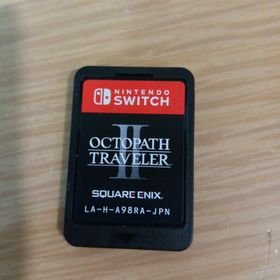 NINTENDO
SWITCH
OCTOPATH
TRAVELER
II
SQUARE ENIX
LA-H-A98RA-JPN